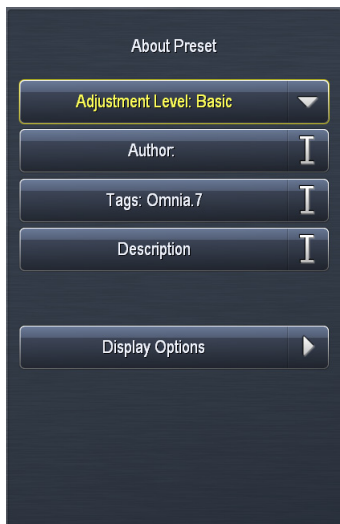 About Preset
Adjustment Level: Basic
Author:
Tags: Omnia.7
Description
Display Options